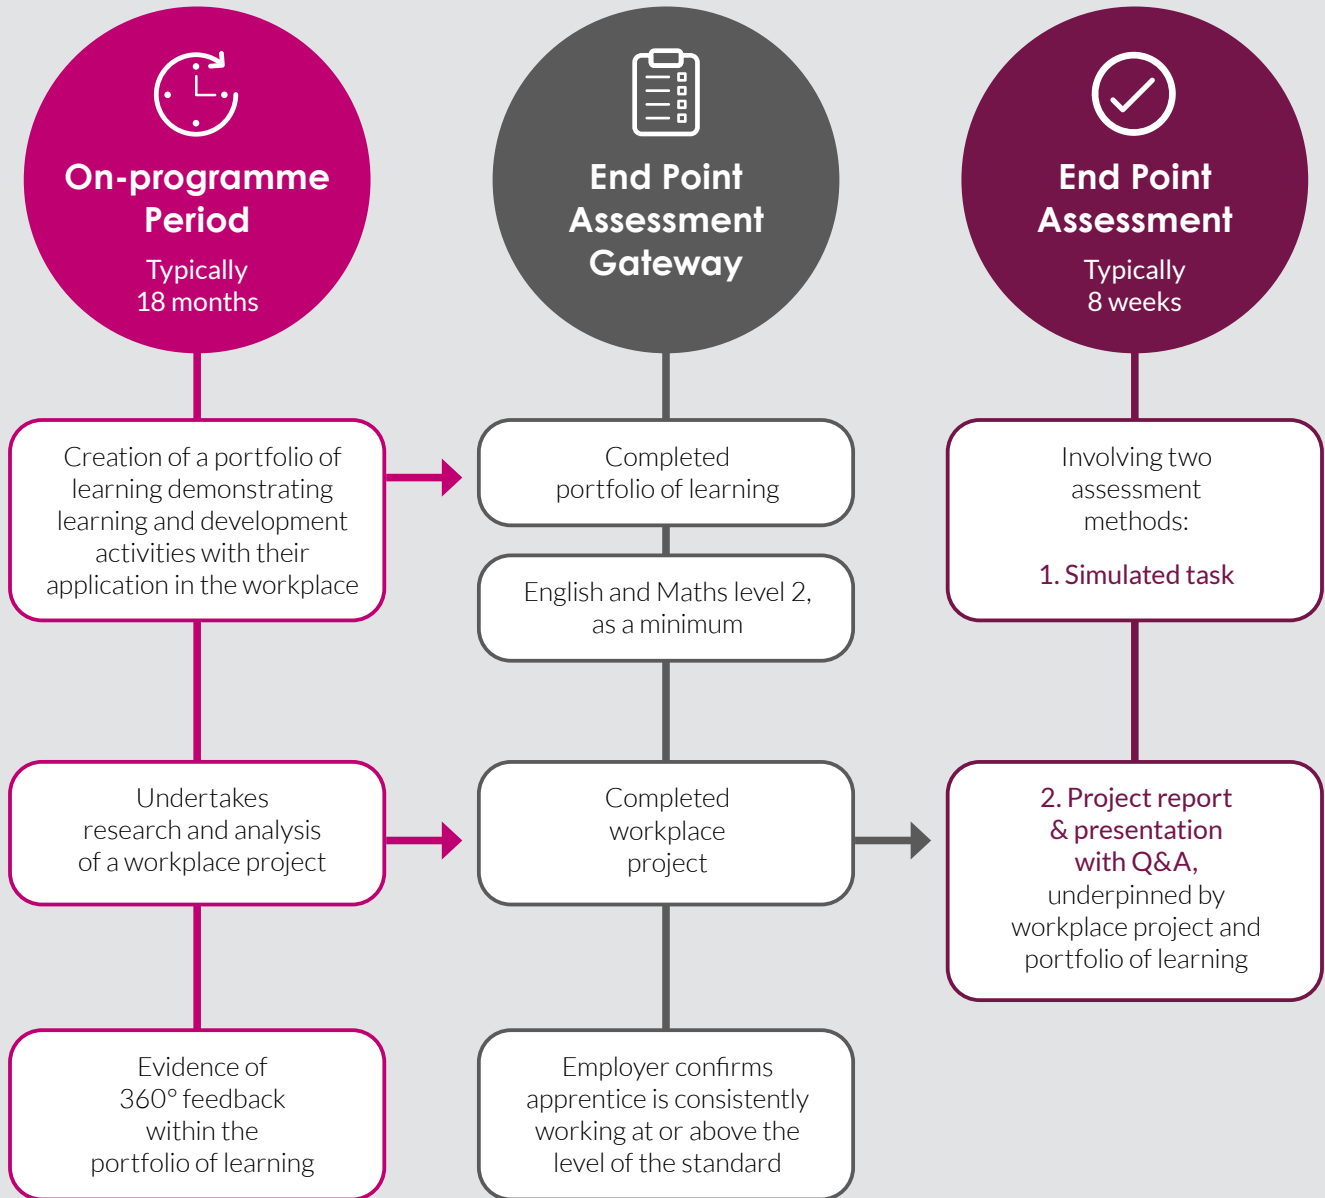 On-programme
Period
Typically
18 months
Creation of a portfolio of
learning demonstrating
learning and development
activities with their
application in the workplace
Undertakes
research and analysis
of a workplace project
Evidence of
360° feedback
within the
portfolio of learning
End Point
Assessment
Gateway
Completed
portfolio of learning
English and Maths level 2,
as a minimum
Completed
workplace
project
Employer confirms
apprentice is consistently
working at or above the
level of the standard
End Point
Assessment
Typically
8 weeks
Involving two
assessment
methods:
1. Simulated task
2. Project report
& presentation
with Q&A,
underpinned by
workplace project and
portfolio of learning